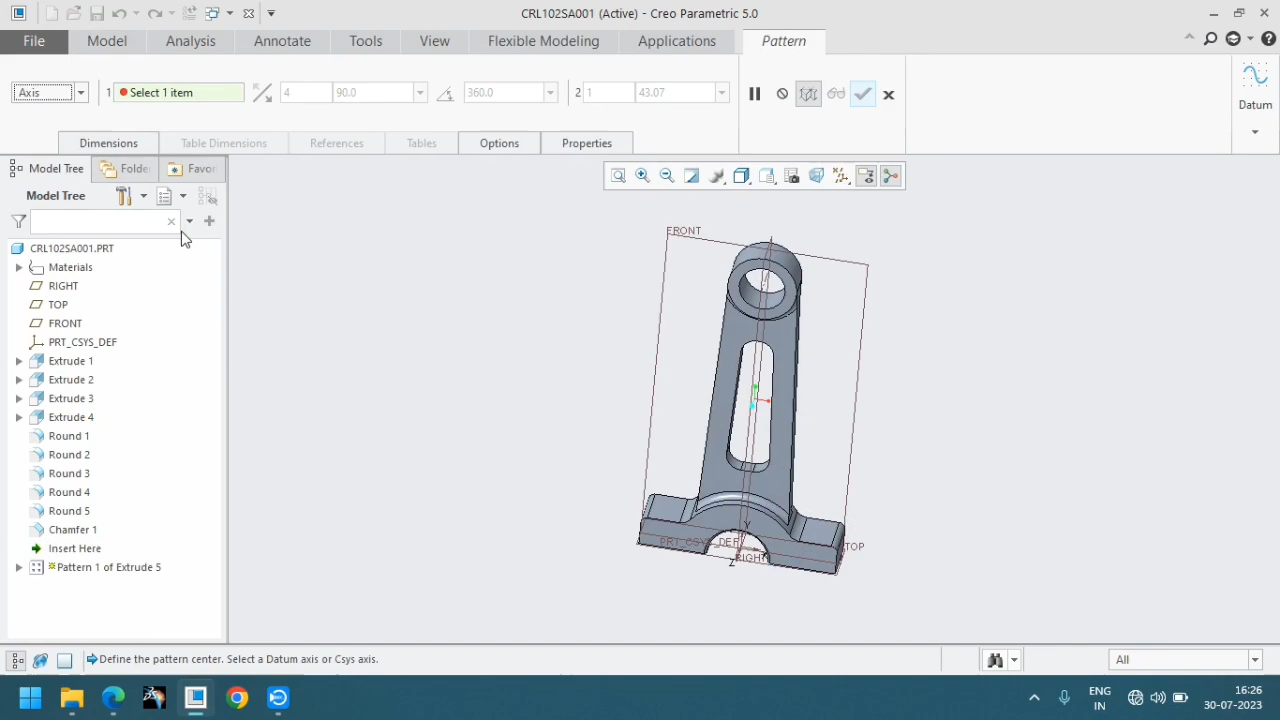 CRL102SA001 (Active) - Creo Parametric 5.0
File Model Analysis Annotate Tools View Flexible Modeling Applications Pattern
Axis 1 Select 1 item 4 90.0 360.0 2 1 43.07
Datum
Dimensions Table Dimensions References Tables Options Properties
Model Tree Folder Favor
Model Tree
CRL102SA001.PRT
Materials
RIGHT
TOP
FRONT
PRT_CSYS_DEF
Extrude 1
Extrude 2
Extrude 3
Extrude 4
Round 1
Round 2
Round 3
Round 4
Round 5
Chamfer 1
Insert Here
Pattern 1 of Extrude 5
FRONT
Y
PRT_CSYS_DEF
TOP
RIGHT
Z
Define the pattern center. Select a Datum axis or Csys axis.
All
ENG
IN
16:26
30-07-2023